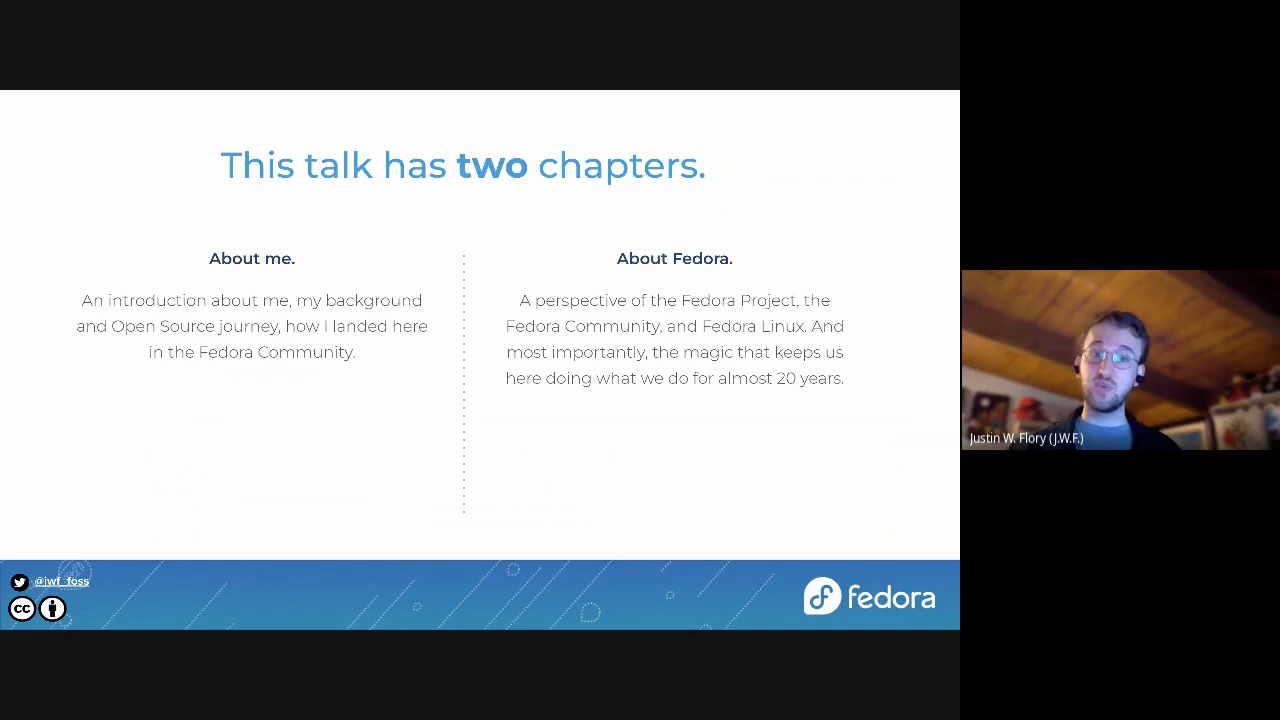 This talk has two chapters.
About me.
An introduction about me, my background
and Open Source journey, how I landed here
in the Fedora Community.
About Fedora.
A perspective of the Fedora Project, the
Fedora Community, and Fedora Linux. And
most importantly, the magic that keeps us
here doing what we do for almost 20 years.
@jwf_foss
cc
fedora
Justin W. Flory (J.W.F.)